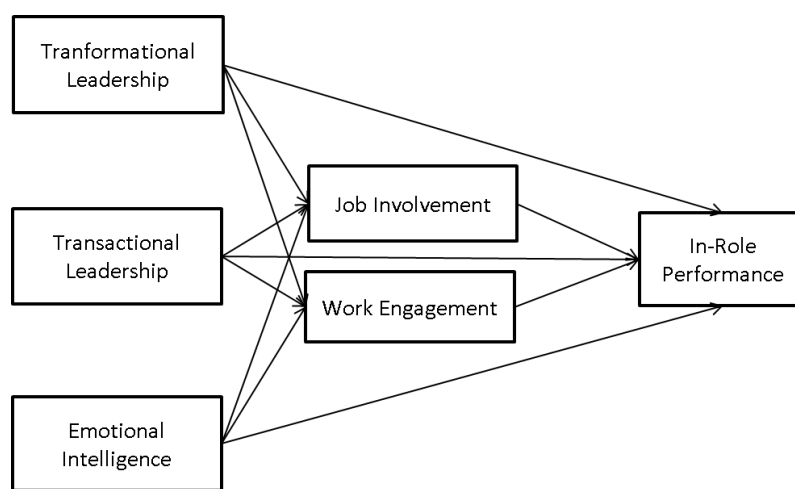 Tranformational
Leadership
Job Involvement
Transactional
Leadership
In-Role
Performance
Work Engagement
Emotional
Intelligence